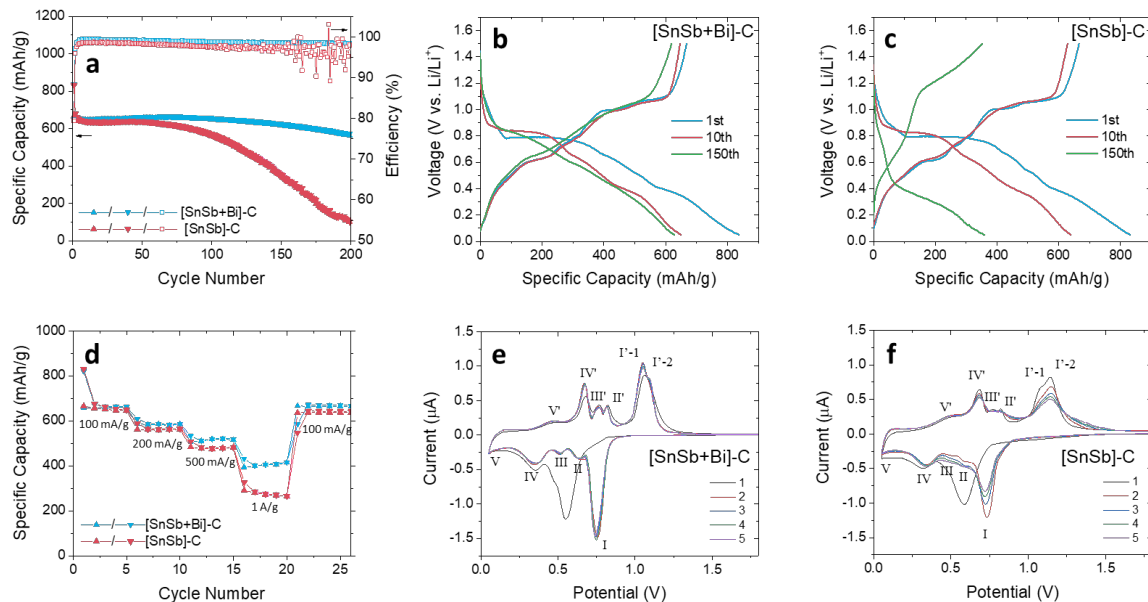 a
Specific Capacity (mAh/g)
1200
1000
800
600
400
200
0
100
90
80
70
60
50
Efficiency (%)
-/-/- [SnSb+Bi]-C
-/-/- [SnSb]-C
0 50 100 150 200
Cycle Number
b
[SnSb+Bi]-C
Voltage (V vs. Li/Li+)
1.6
1.4
1.2
1.0
0.8
0.6
0.4
0.2
0.0
1st
10th
150th
0 200 400 600 800
Specific Capacity (mAh/g)
c
[SnSb]-C
Voltage (V vs. Li/Li+)
1.6
1.4
1.2
1.0
0.8
0.6
0.4
0.2
0.0
1st
10th
150th
0 200 400 600 800
Specific Capacity (mAh/g)
d
Specific Capacity (mAh/g)
1000
800
600
400
200
0
100 mA/g
200 mA/g
500 mA/g
1 A/g
100 mA/g
-/- [SnSb+Bi]-C
-/- [SnSb]-C
0 5 10 15 20 25
Cycle Number
e
Current (μA)
1.5
1.0
0.5
0.0
-0.5
-1.0
-1.5
I'-1
I'-2
IV'
III'
II'
V'
V
IV
III
II
I
[SnSb+Bi]-C
1
2
3
4
5
0.0 0.5 1.0 1.5
Potential (V)
f
Current (μA)
1.5
1.0
0.5
0.0
-0.5
-1.0
-1.5
I'-1
I'-2
IV'
III'
II'
V'
V
IV
III
II
I
[SnSb]-C
1
2
3
4
5
0.0 0.5 1.0 1.5
Potential (V)